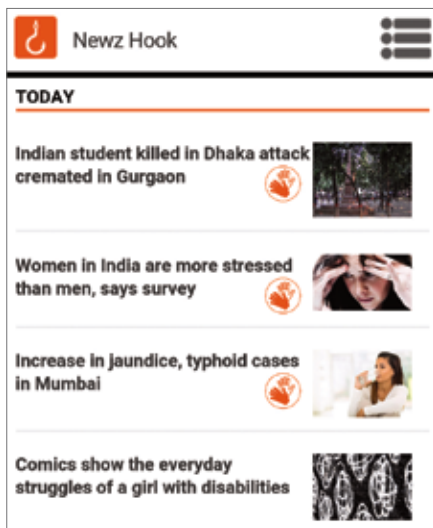 Newz Hook
TODAY
Indian student killed in Dhaka attack
cremated in Gurgaon
Women in India are more stressed
than men, says survey
Increase in jaundice, typhoid cases
in Mumbai
Comics show the everyday
struggles of a girl with disabilities